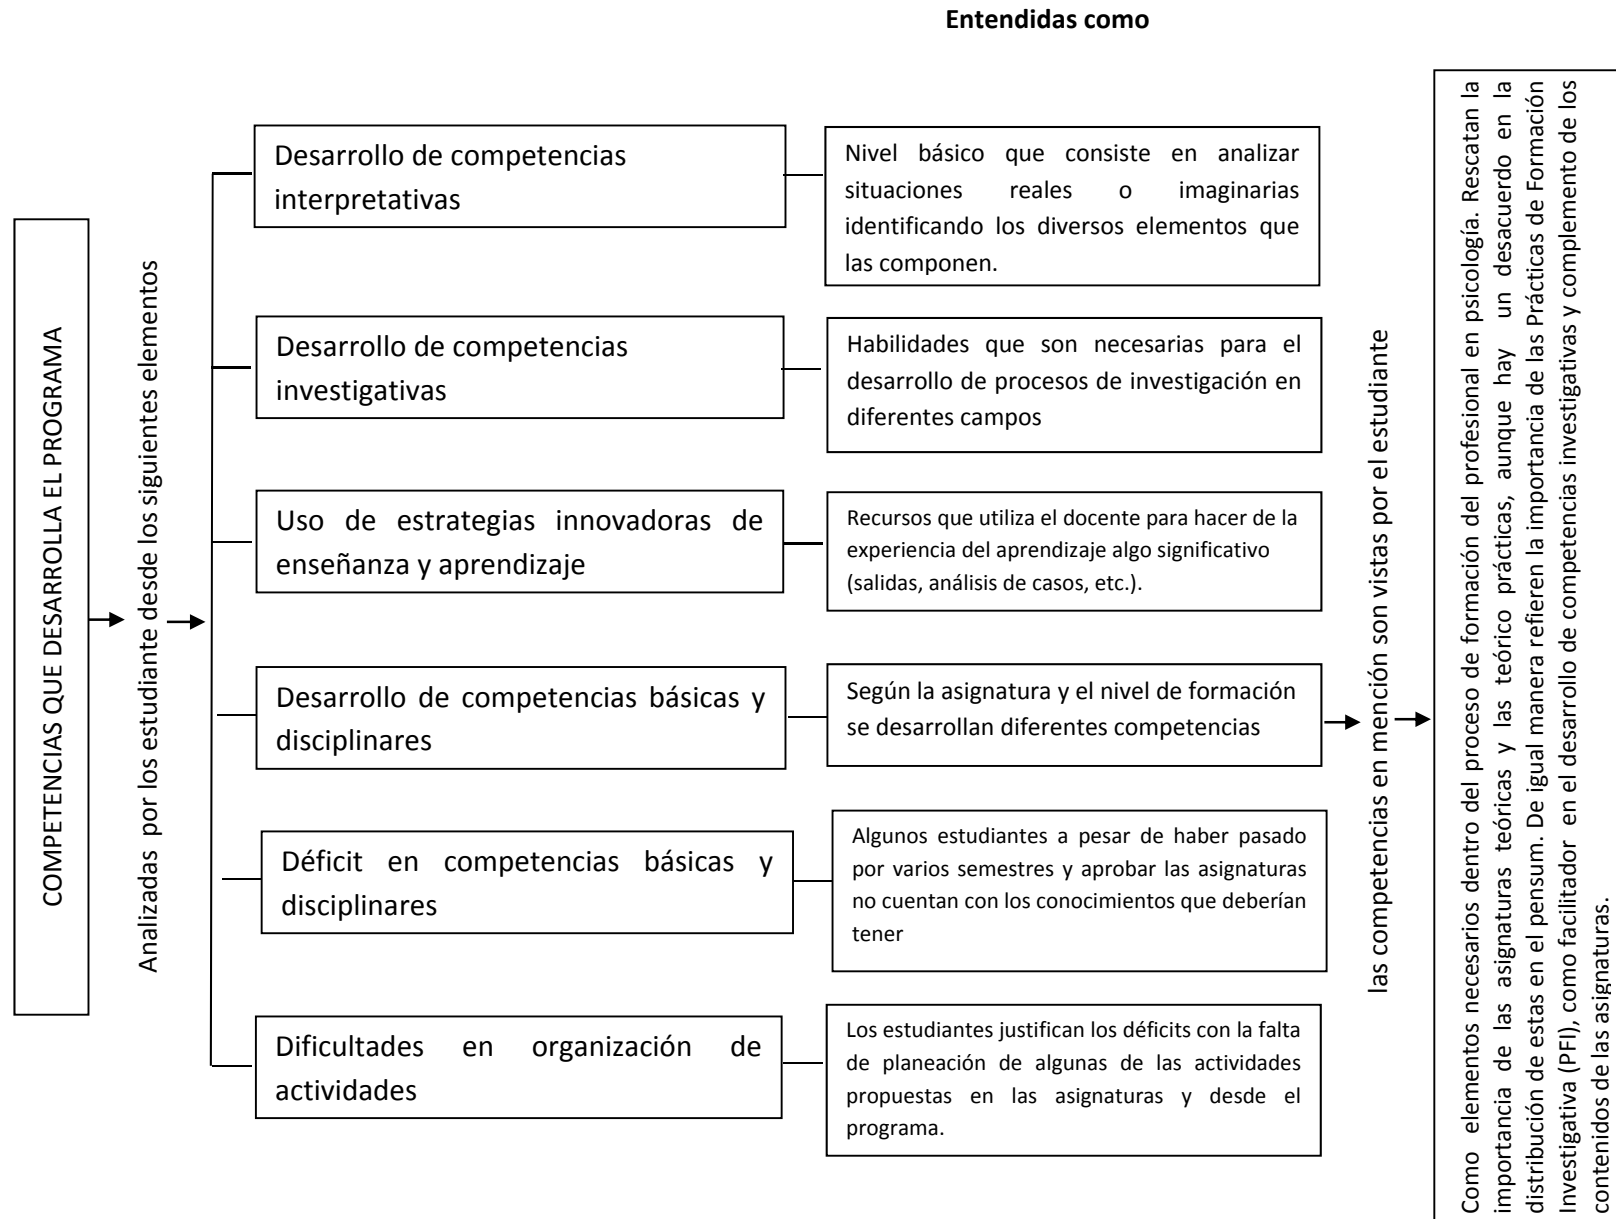 Entendidas como
COMPETENCIAS QUE DESARROLLA EL PROGRAMA
Analizadas por los estudiante desde los siguientes elementos
Desarrollo de competencias
interpretativas
Nivel básico que consiste en analizar
situaciones reales o imaginarias
identificando los diversos elementos que
las componen.
Desarrollo de competencias
investigativas
Habilidades que son necesarias para el
desarrollo de procesos de investigación en
diferentes campos
Uso de estrategias innovadoras de
enseñanza y aprendizaje
Recursos que utiliza el docente para hacer de la
experiencia del aprendizaje algo significativo
(salidas, análisis de casos, etc.).
Desarrollo de competencias básicas y
disciplinares
Según la asignatura y el nivel de formación
se desarrollan diferentes competencias
Déficit en competencias básicas y
disciplinares
Algunos estudiantes a pesar de haber pasado
por varios semestres y aprobar las asignaturas
no cuentan con los conocimientos que deberían
tener
Dificultades en organización de
actividades
Los estudiantes justifican los déficits con la falta
de planeación de algunas de las actividades
propuestas en las asignaturas y desde el
programa.
las competencias en mención son vistas por el estudiante
Como elementos necesarios dentro del proceso de formación del profesional en psicología. Rescatan la
importancia de las asignaturas teóricas y las teórico prácticas, aunque hay un desacuerdo en la
distribución de estas en el pensum. De igual manera refieren la importancia de las Prácticas de Formación
Investigativa (PFI), como facilitador en el desarrollo de competencias investigativas y complemento de los
contenidos de las asignaturas.